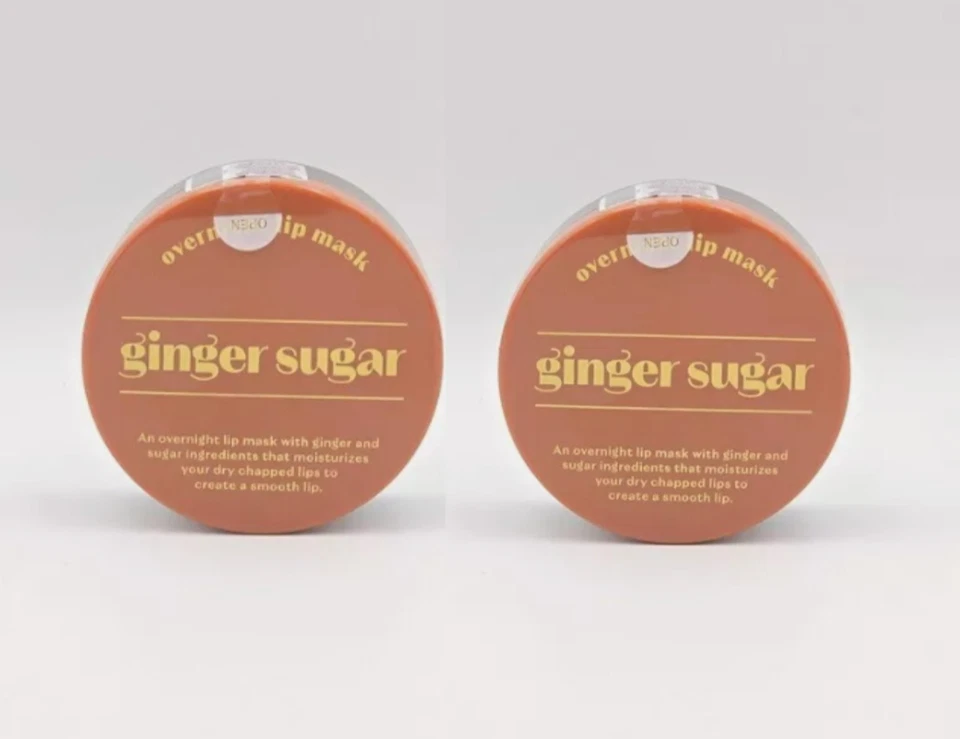 OPEN
overn ip mask
ginger sugar
An overnight lip mask with ginger and
sugar ingredients that moisturizes
your dry chapped lips to
create a smooth lip.
OPEN
overn ip mask
ginger sugar
An overnight lip mask with ginger and
sugar ingredients that moisturizes
your dry chapped lips to
create a smooth lip.